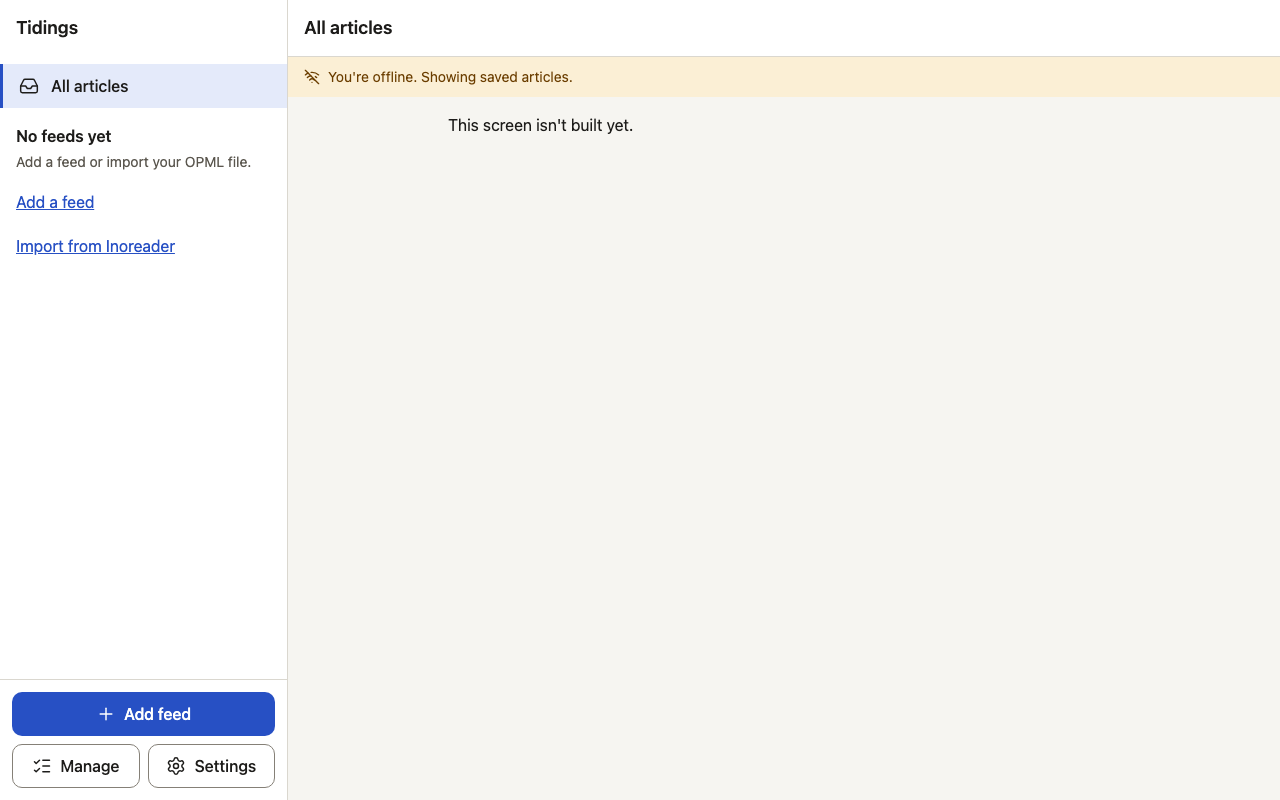 Tidings
All articles
No feeds yet
Add a feed or import your OPML file.
Add a feed
Import from Inoreader
Add feed
Manage
Settings
All articles
You're offline. Showing saved articles.
This screen isn't built yet.